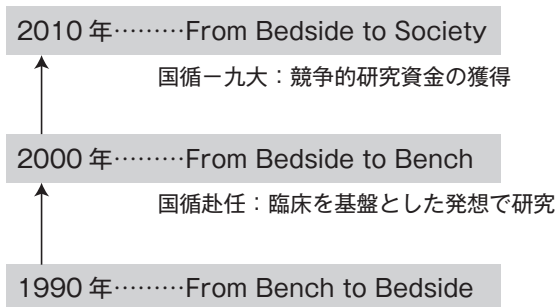 2010 年………From Bedside to Society
国循－九大：競争的研究資金の獲得
2000 年………From Bedside to Bench
国循赴任：臨床を基盤とした発想で研究
1990 年………From Bench to Bedside